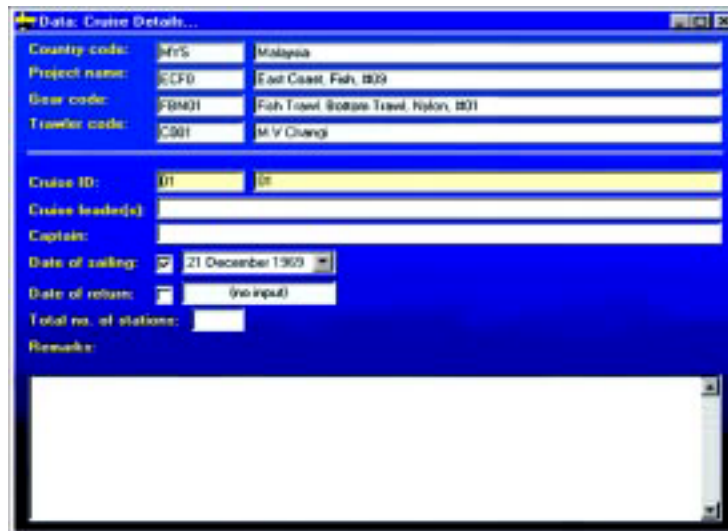 Data: Cruise Details...
Country code: MYS Malaysia
Project name: East Coast, Fish, #09
Gear code: FBN01 Fish Trawl, Bottom Trawl, Nylon, #01
Trawler code: M V Changi
Cruise ID: 01 01
Cruise leader(s):
Captain:
Date of sailing: 21 December 1969
Date of return: (no input)
Total no. of stations:
Remarks: